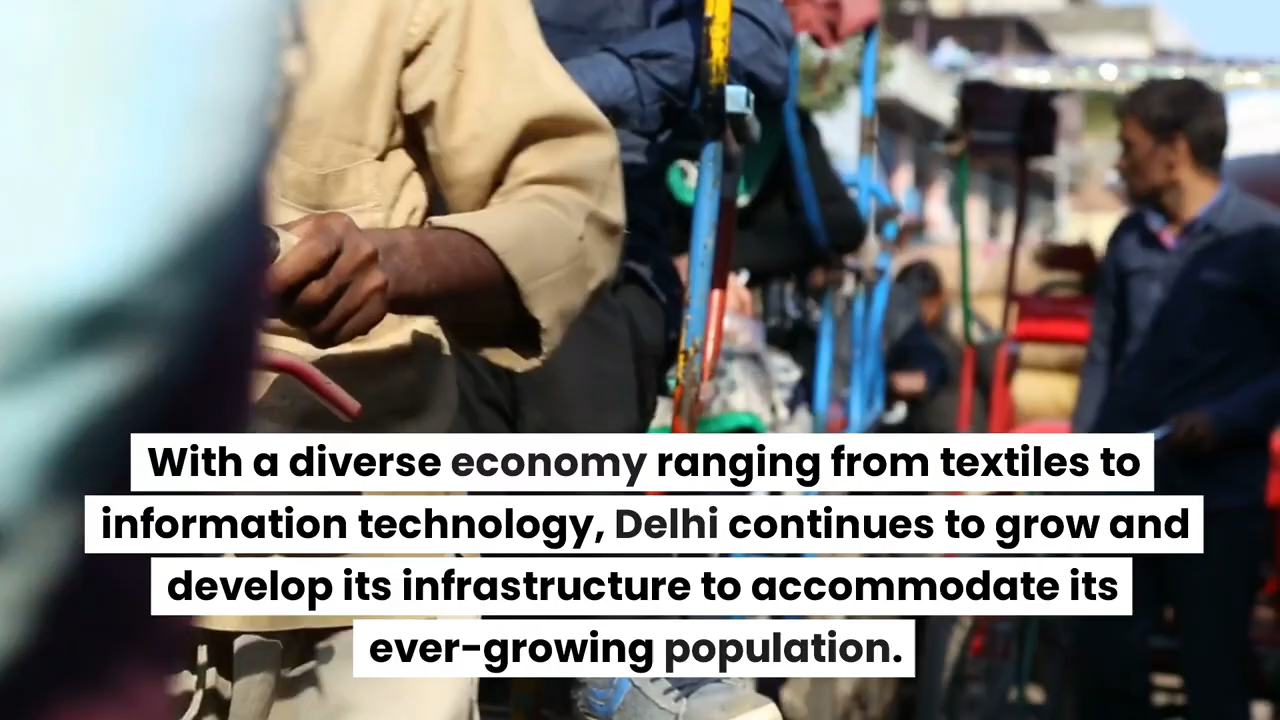 With a diverse economy ranging from textiles to
information technology, Delhi continues to grow and
develop its infrastructure to accommodate its
ever-growing population.